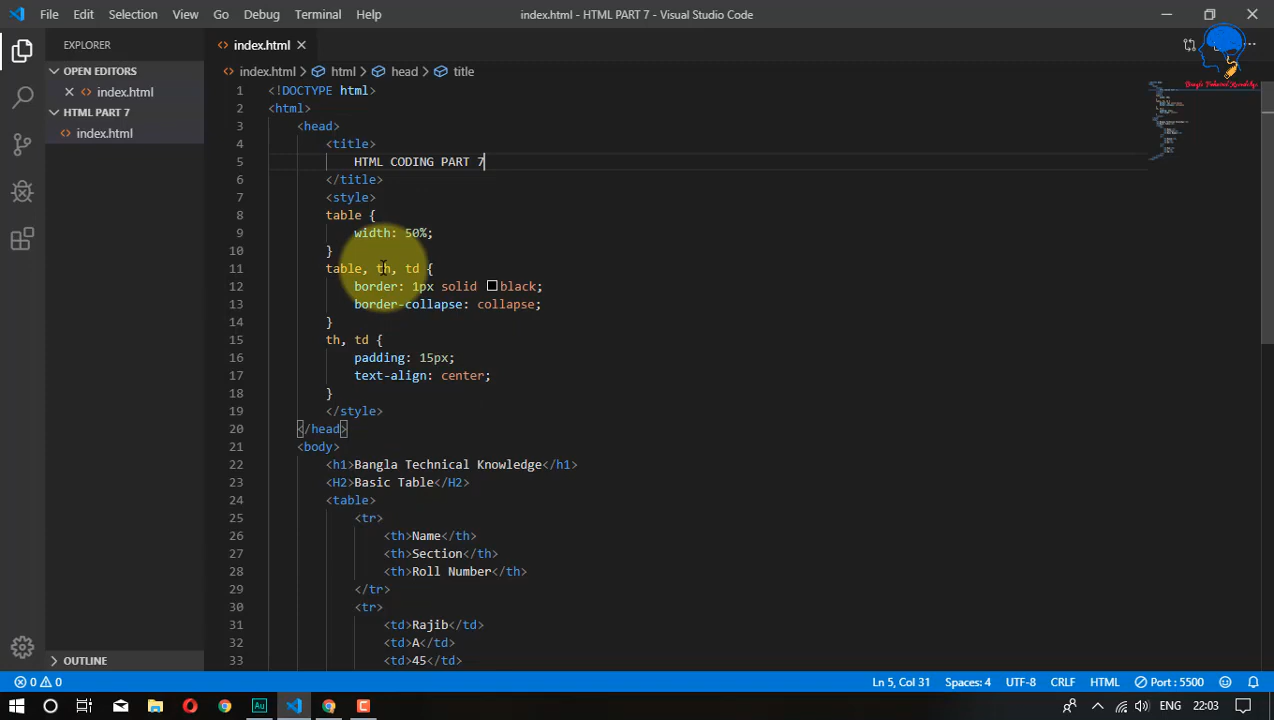 File Edit Selection View Go Debug Terminal Help index.html - HTML PART 7 - Visual Studio Code
EXPLORER
index.html
OPEN EDITORS
index.html > html > head > title
index.html
HTML PART 7
index.html
Bangla Technical Knowledge
1 <!DOCTYPE html>
2 <html>
3 <head>
4 <title>
5 HTML CODING PART 7
6 </title>
7 <style>
8 table {
9 width: 50%;
10 }
11 table, th, td {
12 border: 1px solid black;
13 border-collapse: collapse;
14 }
15 th, td {
16 padding: 15px;
17 text-align: center;
18 }
19 </style>
20 </head>
21 <body>
22 <h1>Bangla Technical Knowledge</h1>
23 <H2>Basic Table</H2>
24 <table>
25 <tr>
26 <th>Name</th>
27 <th>Section</th>
28 <th>Roll Number</th>
29 </tr>
30 <tr>
31 <td>Rajib</td>
32 <td>A</td>
33 <td>45</td>
OUTLINE
0 0 Ln 5, Col 31 Spaces: 4 UTF-8 CRLF HTML Port : 5500
Au ENG 22:03